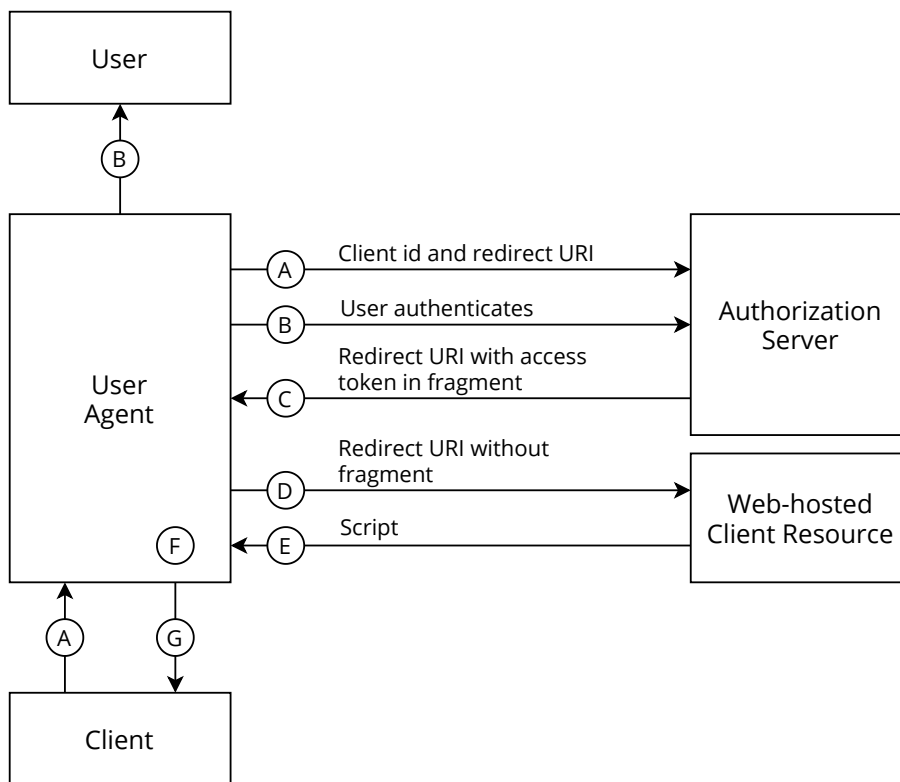 User
B
A
Client id and redirect URI
B
User authenticates
Redirect URI with access
token in fragment
C
Authorization
Server
User
Agent
Redirect URI without
fragment
D
Script
E
Web-hosted
Client Resource
F
A
G
Client